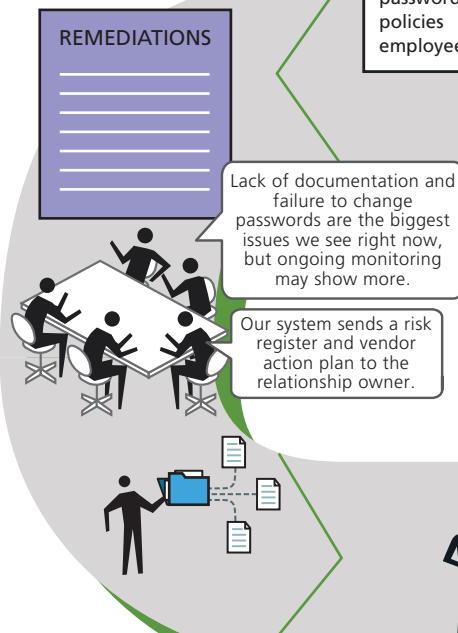 password
policies
employee
REMEDIATIONS
Lack of documentation and
failure to change
passwords are the biggest
issues we see right now,
but ongoing monitoring
may show more.
Our system sends a risk
register and vendor
action plan to the
relationship owner.